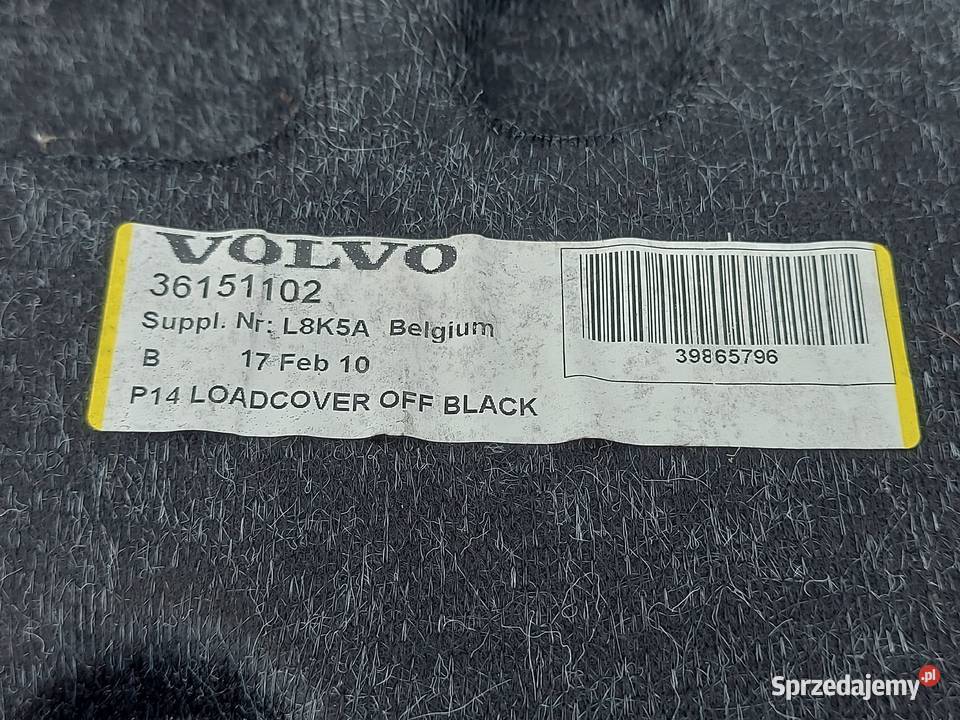 VOLVO
36151102
Suppl. Nr: L8K5A Belgium
B 17 Feb 10
P14 LOADCOVER OFF BLACK
39865796
Sprzedajemy.pl